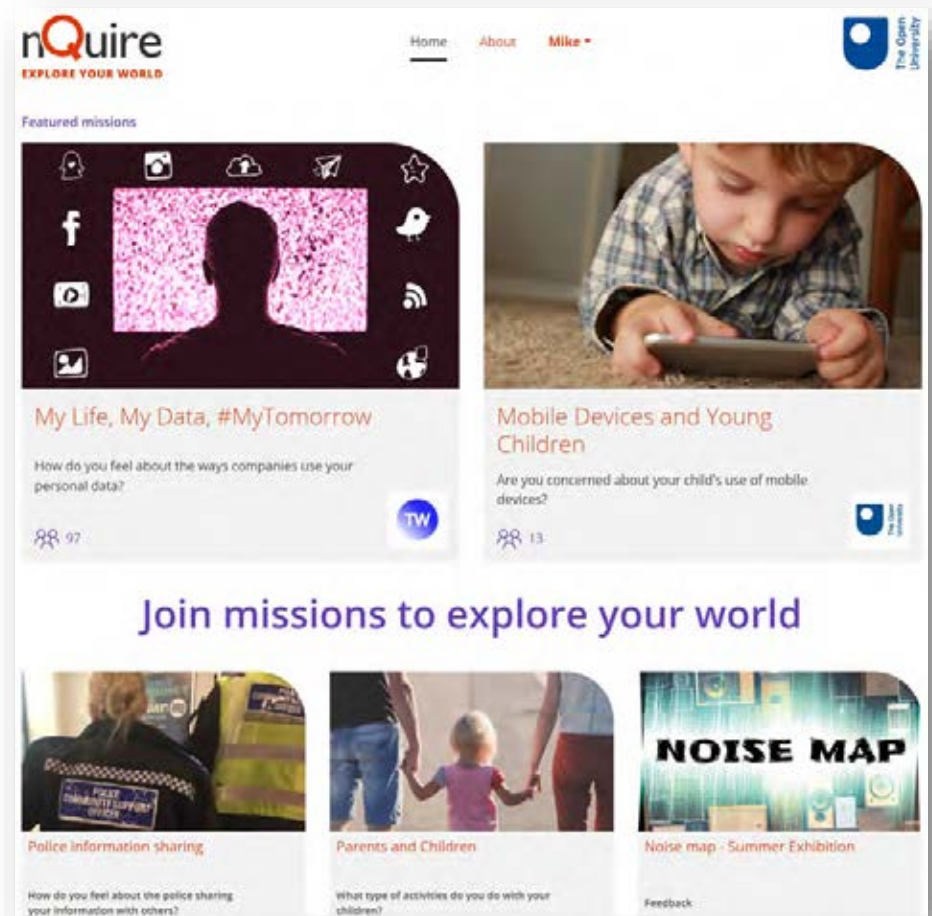 nQuire
EXPLORE YOUR WORLD
Home About Mike
The Open
University
Featured missions
My Life, My Data, #MyTomorrow
How do you feel about the ways companies use your
personal data?
TW
97
Mobile Devices and Young
Children
Are you concerned about your child's use of mobile
devices?
The Open
University
13
Join missions to explore your world
POLICE
COMMUNITY SUPPORT
OFFICER
NOISE MAP
Police information sharing
How do you feel about the police sharing
your information with others?
Parents and Children
What type of activities do you do with your
children?
Noise map - Summer Exhibition
Feedback